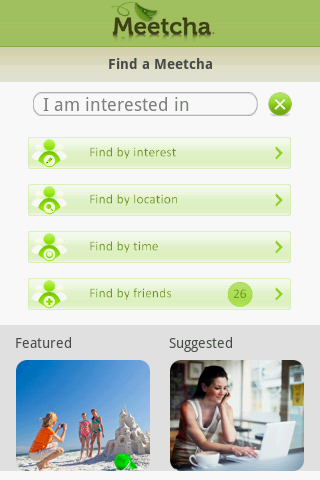 Meetcha
Find a Meetcha
I am interested in
Find by interest
Find by location
Find by time
Find by friends 26
Featured Suggested